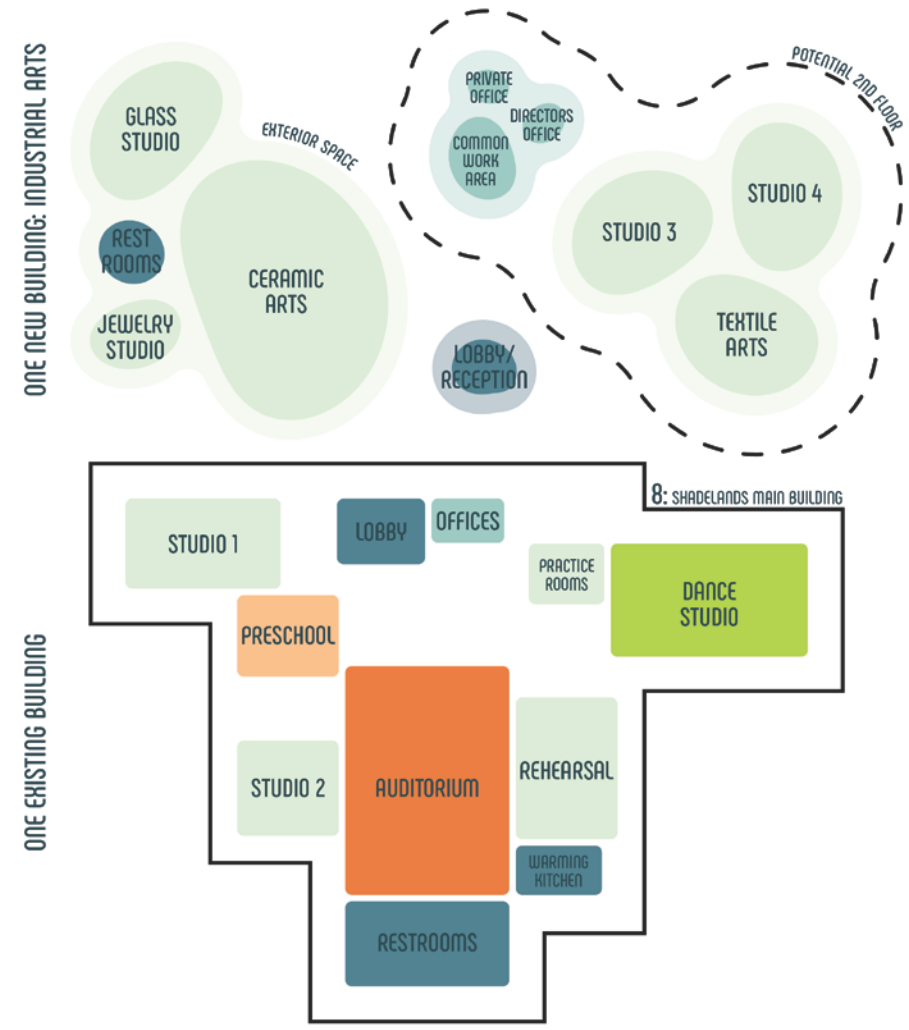 ONE NEW BUILDING: INDUSTRIAL ARTS
GLASS
STUDIO
EXTERIOR SPACE
REST
ROOMS
CERAMIC
ARTS
JEWELRY
STUDIO
PRIVATE
OFFICE
DIRECTORS
OFFICE
COMMON
WORK
AREA
POTENTIAL 2ND FLOOR
STUDIO 3
STUDIO 4
TEXTILE
ARTS
LOBBY/
RECEPTION
ONE EXISTING BUILDING
8: SHADELANDS MAIN BUILDING
STUDIO 1
LOBBY
OFFICES
PRACTICE
ROOMS
DANCE
STUDIO
PRESCHOOL
STUDIO 2
AUDITORIUM
REHEARSAL
WARMING
KITCHEN
RESTROOMS